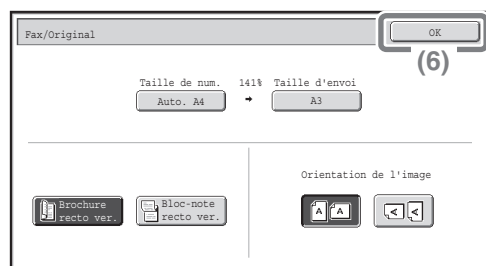 Fax/Original
OK
(6)
Taille de num. 141% Taille d'envoi
Auto. A4
A3
Orientation de l'image
Brochure
recto ver.
Bloc-note
recto ver.
A A
A A